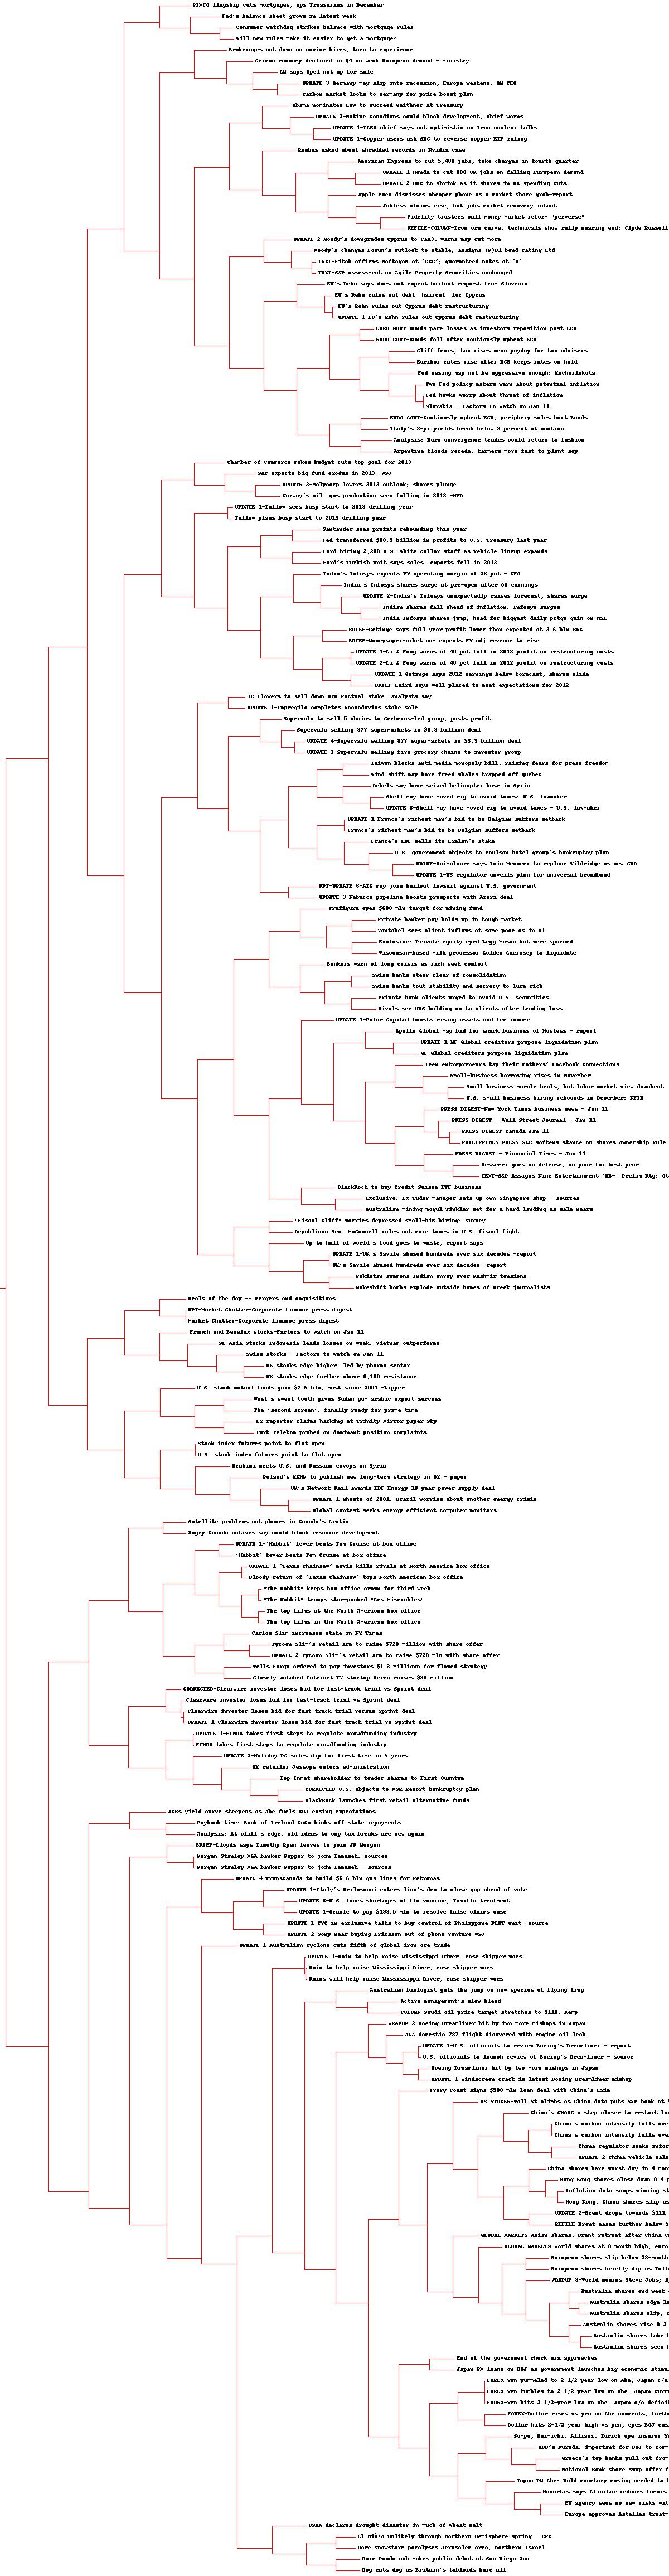 PIMCO flagship cuts mortgages, ups Treasuries in December
Fed's balance sheet grows in latest week
Consumer watchdog strikes balance with mortgage rules
Will new rules make it easier to get a mortgage?
Brokerages cut down on novice hires, turn to experience
German economy declined in Q4 on weak European demand - ministry
GM says Opel not up for sale
UPDATE 3-Germany may slip into recession, Europe weakens: GM CEO
Carbon market looks to Germany for price boost plan
Obama nominates Lew to succeed Geithner at Treasury
UPDATE 2-Native Canadians could block development, chief warns
UPDATE 1-IAEA chief says not optimistic on Iran nuclear talks
UPDATE 1-Copper users ask SEC to reverse copper ETF ruling
Rambus asked about shredded records in Nvidia case
American Express to cut 5,400 jobs, take charges in fourth quarter
UPDATE 1-Honda to cut 800 UK jobs on falling European demand
UPDATE 2-BBC to shrink as it shares in UK spending cuts
Apple exec dismisses cheaper phone as a market share grab-report
Jobless claims rise, but jobs market recovery intact
Fidelity trustees call money market reform "perverse"
REFILE-COLUMN-Iron ore curve, technicals show rally nearing end: Clyde Russell
UPDATE 2-Moody's downgrades Cyprus to Caa3, warns may cut more
Moody's changes Fosun's outlook to stable; assigns (P)B1 bond rating Ltd
TEXT-Fitch affirms Naftogaz at 'CCC'; guaranteed notes at 'B'
TEXT-S&P assessment on Agile Property Securities unchanged
EU's Rehn says does not expect bailout request from Slovenia
EU's Rehn rules out debt 'haircut' for Cyprus
EU's Rehn rules out Cyprus debt restructuring
UPDATE 1-EU's Rehn rules out Cyprus debt restructuring
EURO GOVT-Bunds pare losses as investors reposition post-ECB
EURO GOVT-Bunds fall after cautiously upbeat ECB
Cliff fears, tax rises mean payday for tax advisers
Euribor rates rise after ECB keeps rates on hold
Fed easing may not be aggressive enough: Kocherlakota
Two Fed policy makers warn about potential inflation
Fed hawks worry about threat of inflation
Slovakia - Factors To Watch on Jan 11
EURO GOVT-Cautiously upbeat ECB, periphery sales hurt Bunds
Italy's 3-yr yields break below 2 percent at auction
Analysis: Euro convergence trades could return to fashion
Argentine floods recede, farmers move fast to plant soy
Chamber of Commerce makes budget cuts top goal for 2013
SAC expects big fund exodus in 2013- WSJ
UPDATE 3-Molycorp lowers 2013 outlook; shares plunge
Norway's oil, gas production seen falling in 2013 -NPD
UPDATE 1-Tullow sees busy start to 2013 drilling year
Tullow plans busy start to 2013 drilling year
Santander sees profits rebounding this year
Fed transferred $88.9 billion in profits to U.S. Treasury last year
Ford hiring 2,200 U.S. white-collar staff as vehicle lineup expands
Ford's Turkish unit says sales, exports fell in 2012
India's Infosys expects FY operating margin of 26 pct - CFO
India's Infosys shares surge at pre-open after Q3 earnings
UPDATE 2-India's Infosys unexpectedly raises forecast, shares surge
Indian shares fall ahead of inflation; Infosys surges
India Infosys shares jump; head for biggest daily pctge gain on NSE
BRIEF-Getinge says full year profit lower than expected at 3.6 bln SEK
BRIEF-Moneysupermarket.com expects FY adj revenue to rise
UPDATE 1-Li & Fung warns of 40 pct fall in 2012 profit on restructuring costs
UPDATE 2-Li & Fung warns of 40 pct fall in 2012 profit on restructuring costs
UPDATE 1-Getinge says 2012 earnings below forecast, shares slide
BRIEF-Laird says well placed to meet expectations for 2012
JC Flowers to sell down BTG Pactual stake, analysts say
UPDATE 1-Impregilo completes EcoRodovias stake sale
Supervalu to sell 5 chains to Cerberus-led group, posts profit
Supervalu selling 877 supermarkets in $3.3 billion deal
UPDATE 4-Supervalu selling 877 supermarkets in $3.3 billion deal
UPDATE 3-Supervalu selling five grocery chains to investor group
Taiwan blocks anti-media monopoly bill, raising fears for press freedom
Wind shift may have freed whales trapped off Quebec
Rebels say have seized helicopter base in Syria
Shell may have moved rig to avoid taxes: U.S. lawmaker
UPDATE 6-Shell may have moved rig to avoid taxes - U.S. lawmaker
UPDATE 1-France's richest man's bid to be Belgian suffers setback
France's richest man's bid to be Belgian suffers setback
France's EDF sells its Exelon's stake
U.S. government objects to Paulson hotel group's bankruptcy plan
BRIEF-Animalcare says Iain Menneer to replace Wildridge as new CEO
UPDATE 1-US regulator unveils plan for universal broadband
RPT-UPDATE 6-AIG may join bailout lawsuit against U.S. government
UPDATE 3-Nabucco pipeline boosts prospects with Azeri deal
Trafigura eyes $600 mln target for mining fund
Private banker pay holds up in tough market
Vontobel sees client inflows at same pace as in H1
Exclusive: Private equity eyed Legg Mason but were spurned
Wisconsin-based milk processor Golden Guernsey to liquidate
Bankers warn of long crisis as rich seek comfort
Swiss banks steer clear of consolidation
Swiss banks tout stability and secrecy to lure rich
Private bank clients urged to avoid U.S. securities
Rivals see UBS holding on to clients after trading loss
UPDATE 1-Polar Capital boasts rising assets and fee income
Apollo Global may bid for snack business of Hostess - report
UPDATE 1-MF Global creditors propose liquidation plan
MF Global creditors propose liquidation plan
Teen entrepreneurs tap their mothers' Facebook connections
Small-business borrowing rises in November
Small business morale heals, but labor market view downbeat
U.S. small business hiring rebounds in December: NFIB
PRESS DIGEST-New York Times business news - Jan 11
PRESS DIGEST - Wall Street Journal - Jan 11
PRESS DIGEST-Canada-Jan 11
PHILIPPINES PRESS-SEC softens stance on shares ownership rule
PRESS DIGEST - Financial Times - Jan 11
Bessemer goes on defense, on pace for best year
TEXT-S&P Assigns Nine Entertainment 'BB-' Prelim Rtg; Ot
BlackRock to buy Credit Suisse ETF business
Exclusive: Ex-Tudor manager sets up own Singapore shop - sources
Australian mining mogul Tinkler set for a hard landing as sale nears
"Fiscal Cliff" worries depressed small-biz hiring: survey
Republican Sen. McConnell rules out more taxes in U.S. fiscal fight
Up to half of world's food goes to waste, report says
UPDATE 1-UK's Savile abused hundreds over six decades -report
UK's Savile abused hundreds over six decades -report
Pakistan summons Indian envoy over Kashmir tensions
Makeshift bombs explode outside homes of Greek journalists
Deals of the day -- mergers and acquisitions
RPT-Market Chatter-Corporate finance press digest
Market Chatter-Corporate finance press digest
French and Benelux stocks-Factors to watch on Jan 11
SE Asia Stocks-Indonesia leads losses on week; Vietnam outperforms
Swiss stocks - Factors to watch on Jan 11
UK stocks edge higher, led by pharma sector
UK stocks edge further above 6,100 resistance
U.S. stock mutual funds gain $7.5 bln, most since 2001 -Lipper
West's sweet tooth gives Sudan gum arabic export success
The 'second screen': finally ready for prime-time
Ex-reporter claims hacking at Trinity Mirror paper-Sky
Turk Telekom probed on dominant position complaints
Stock index futures point to flat open
U.S. stock index futures point to flat open
Brahimi meets U.S. and Russian envoys on Syria
Poland's KGHM to publish new long-term strategy in Q2 - paper
UK's Network Rail awards EDF Energy 10-year power supply deal
UPDATE 1-Ghosts of 2001: Brazil worries about another energy crisis
Global contest seeks energy-efficient computer monitors
Satellite problems cut phones in Canada's Arctic
Angry Canada natives say could block resource development
UPDATE 1-'Hobbit' fever beats Tom Cruise at box office
'Hobbit' fever beats Tom Cruise at box office
UPDATE 1-'Texas Chainsaw' movie kills rivals at North America box office
Bloody return of 'Texas Chainsaw' tops North American box office
"The Hobbit" keeps box office crown for third week
"The Hobbit" trumps star-packed "Les Miserables"
The top films at the North American box office
The top films in the North American box office
Carlos Slim increases stake in NY Times
Tycoon Slim's retail arm to raise $720 million with share offer
UPDATE 2-Tycoon Slim's retail arm to raise $720 mln with share offer
Wells Fargo ordered to pay investors $1.3 millionn for flawed strategy
Closely watched Internet TV startup Aereo raises $38 million
CORRECTED-Clearwire investor loses bid for fast-track trial vs Sprint deal
Clearwire investor loses bid for fast-track trial vs Sprint deal
Clearwire investor loses bid for fast-track trial versus Sprint deal
UPDATE 1-Clearwire investor loses bid for fast-track trial vs Sprint deal
UPDATE 1-FINRA takes first steps to regulate crowdfunding industry
FINRA takes first steps to regulate crowdfunding industry
UPDATE 2-Holiday PC sales dip for first time in 5 years
UK retailer Jessops enters administration
Top Inmet shareholder to tender shares to First Quantum
CORRECTED-U.S. objects to MSR Resort bankruptcy plan
BlackRock launches first retail alternative funds
JGBs yield curve steepens as Abe fuels BOJ easing expectations
Payback time: Bank of Ireland CoCo kicks off state repayments
Analysis: At cliff's edge, old ideas to cap tax breaks are new again
BRIEF-Lloyds says Timothy Ryan leaves to join JP Morgan
Morgan Stanley M&A banker Popper to join Temasek: sources
Morgan Stanley M&A banker Popper to join Temasek - sources
UPDATE 4-TransCanada to build $6.6 bln gas lines for Petronas
UPDATE 1-Italy's Berlusconi enters lion's den to close gap ahead of vote
UPDATE 3-U.S. faces shortages of flu vaccine, Tamiflu treatment
UPDATE 1-Oracle to pay $199.5 mln to resolve false claims case
UPDATE 1-CVC in exclusive talks to buy control of Philippine PLDT unit -source
UPDATE 2-Sony near buying Ericsson out of phone venture-WSJ
UPDATE 1-Australian cyclone cuts fifth of global iron ore trade
UPDATE 1-Rain to help raise Mississippi River, ease shipper woes
Rain to help raise Mississippi River, ease shipper woes
Rains will help raise Mississippi River, ease shipper woes
Australian biologist gets the jump on new species of flying frog
Active management's slow bleed
COLUMN-Saudi oil price target stretches to $110: Kemp
WRAPUP 2-Boeing Dreamliner hit by two more mishaps in Japan
ANA domestic 787 flight dicovered with engine oil leak
UPDATE 1-U.S. officials to review Boeing's Dreamliner - report
U.S. officials to launch review of Boeing's Dreamliner - source
Boeing Dreamliner hit by two more mishaps in Japan
UPDATE 1-Windscreen crack is latest Boeing Dreamliner mishap
Ivory Coast signs $500 mln loan deal with China's Exim
US STOCKS-Wall St climbs as China data puts S&P back at 5
China's CNOOC a step closer to restart la
China's carbon intensity falls ove
China's carbon intensity falls ove
China regulator seeks infor
UPDATE 2-China vehicle sale
China shares have worst day in 4 mon
Hong Kong shares close down 0.4 p
Inflation data snaps winning st
Hong Kong, China shares slip as
UPDATE 2-Brent drops towards $111
REFILE-Brent eases further below $
GLOBAL MARKETS-Asian shares, Brent retreat after China C
GLOBAL MARKETS-World shares at 8-month high, euro
European shares slip below 22-month
European shares briefly dip as Tull
WRAPUP 3-World mourns Steve Jobs; A
Australia shares end week
Australia shares edge lo
Australia shares slip, c
Australia shares rise 0.2
Australia shares take b
Australia shares seen h
End of the government check era approaches
Japan PM leans on BOJ as government launches big economic stimu
FOREX-Yen pummeled to 2 1/2-year low on Abe, Japan c/a
FOREX-Yen tumbles to 2 1/2-year low on Abe, Japan curr
FOREX-Yen hits 2 1/2-year low on Abe, Japan c/a defici
FOREX-Dollar rises vs yen on Abe comments, furth
Dollar hits 2-1/2 year high vs yen, eyes BOJ eas
Sompo, Dai-ichi, Allianz, Zurich eye insurer Y
ADB's Kuroda: important for BOJ to comm
Greece's top banks pull out from
National Bank share swap offer f
Japan PM Abe: Bold monetary easing needed to b
Novartis says Afinitor reduces tumors
EU agency sees no new risks wit
Europe approves Astellas treatm
USDA declares drought disaster in much of Wheat Belt
El NiÃ±o unlikely through Northern Hemisphere spring: CPC
Rare snowstorm paralyses Jerusalem area, northern Israel
Rare Panda cub makes public debut at San Diego Zoo
Dog eats dog as Britain's tabloids bare all